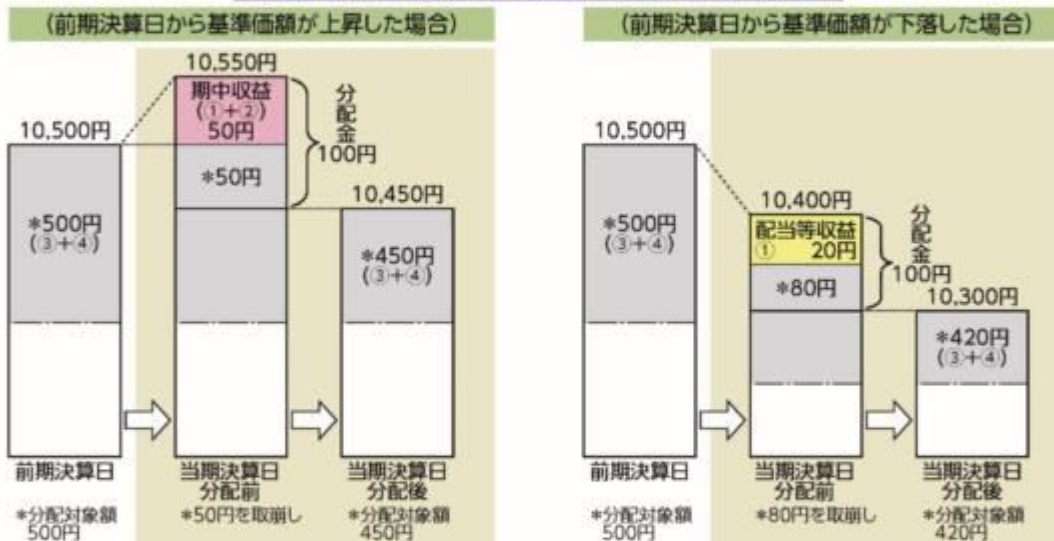 (前期決算日から基準価額が上昇した場合)
10,550円
期中収益
(①+②)
50円
分配金
100円
10,500円
*50円
10,450円
*500円
(③+④)
*450円
(③+④)
前期決算日
当期決算日
分配前
当期決算日
分配後
*分配対象額
500円
*50円を取崩し
*分配対象額
450円
(前期決算日から基準価額が下落した場合)
10,500円
10,400円
*500円
(③+④)
配当等収益
① 20円
分配金
100円
*80円
10,300円
*420円
(③+④)
前期決算日
当期決算日
分配前
当期決算日
分配後
*分配対象額
500円
*80円を取崩し
*分配対象額
420円